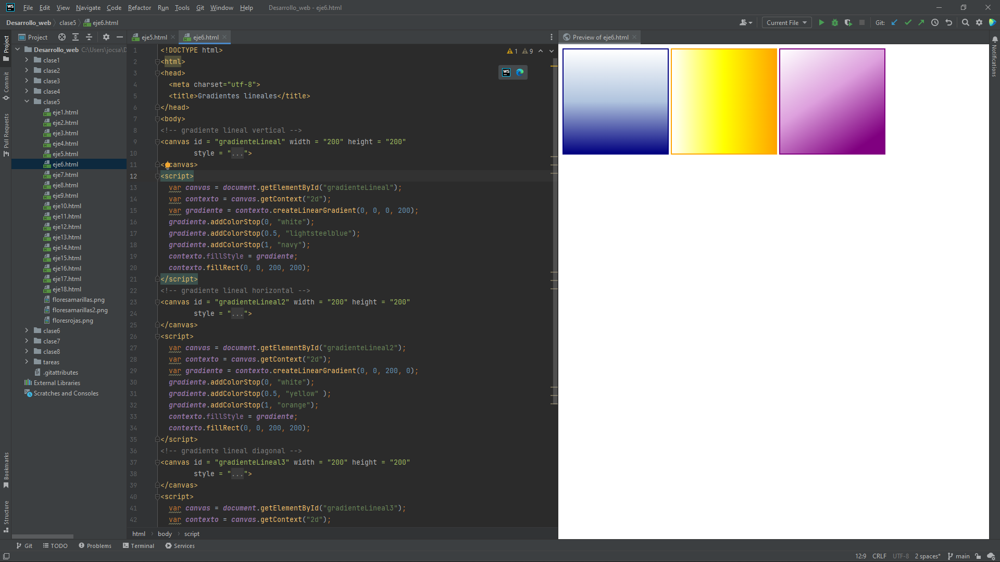 WS File Edit View Navigate Code Refactor Run Tools Git Window Help Desarrollo_web - eje6.html
Desarrollo_web clase5 eje6.html Current File Git:
Project
Commit
Pull Requests
Bookmarks
Structure
Project
Desarrollo_web C:\Users\jocsa\D
clase1
clase2
clase3
clase4
clase5
eje1.html
eje2.html
eje3.html
eje4.html
eje5.html
eje6.html
eje7.html
eje8.html
eje9.html
eje10.html
eje11.html
eje12.html
eje13.html
eje14.html
eje15.html
eje16.html
eje17.html
eje18.html
floresamarillas.png
floresamarillas2.png
floresrojas.png
clase6
clase7
clase8
tareas
.gitattributes
External Libraries
Scratches and Consoles
eje5.html eje6.html
1 <!DOCTYPE html> 1 9
2 <html>
3 <head>
4 <meta charset="utf-8">
5 <title>Gradientes lineales</title>
6 </head>
7 <body>
8 <!-- gradiente lineal vertical -->
9 <canvas id = "gradienteLineal" width = "200" height = "200"
10 style = "...">
11 <canvas>
12 <script>
13 var canvas = document.getElementById("gradienteLineal");
14 var contexto = canvas.getContext("2d");
15 var gradiente = contexto.createLinearGradient(0, 0, 0, 200);
16 gradiente.addColorStop(0, "white");
17 gradiente.addColorStop(0.5, "lightsteelblue");
18 gradiente.addColorStop(1, "navy");
19 contexto.fillStyle = gradiente;
20 contexto.fillRect(0, 0, 200, 200);
21 </script>
22 <!-- gradiente lineal horizontal -->
23 <canvas id = "gradienteLineal2" width = "200" height = "200"
24 style = "...">
25 </canvas>
26 <script>
27 var canvas = document.getElementById("gradienteLineal2");
28 var contexto = canvas.getContext("2d");
29 var gradiente = contexto.createLinearGradient(0, 0, 200, 0);
30 gradiente.addColorStop(0, "white");
31 gradiente.addColorStop(0.5, "yellow" );
32 gradiente.addColorStop(1, "orange");
33 contexto.fillStyle = gradiente;
34 contexto.fillRect(0, 0, 200, 200);
35 </script>
36 <!-- gradiente lineal diagonal -->
37 <canvas id = "gradienteLineal3" width = "200" height = "200"
38 style = "...">
39 </canvas>
40 <script>
41 var canvas = document.getElementById("gradienteLineal3");
42 var contexto = canvas.getContext("2d");
WS
html body script
Preview of eje6.html
Notifications
Git TODO Problems Terminal Services
12:9 CRLF UTF-8 2 spaces* main